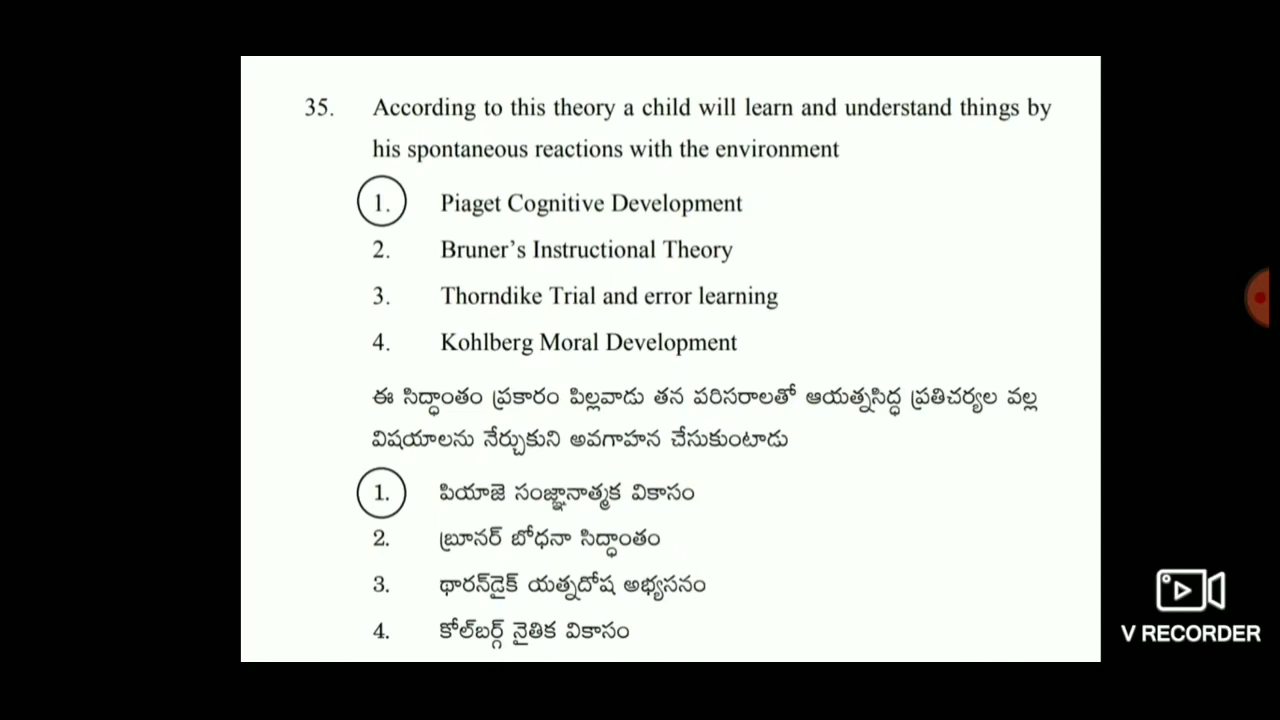 35. According to this theory a child will learn and understand things by
his spontaneous reactions with the environment
1. Piaget Cognitive Development
2. Bruner’s Instructional Theory
3. Thorndike Trial and error learning
4. Kohlberg Moral Development
ఈ సిద్ధాంతం ప్రకారం పిల్లవాడు తన పరిసరాలతో ఆయత్నసిద్ధ ప్రతిచర్యల వల్ల
విషయాలను నేర్చుకుని అవగాహన చేసుకుంటాడు
1. పియాజె సంజ్ఞానాత్మక వికాసం
2. బ్రూనర్ బోధనా సిద్ధాంతం
3. థారన్‌డైక్ యత్నదోష అభ్యసనం
4. కోల్‌బర్గ్ నైతిక వికాసం
V RECORDER